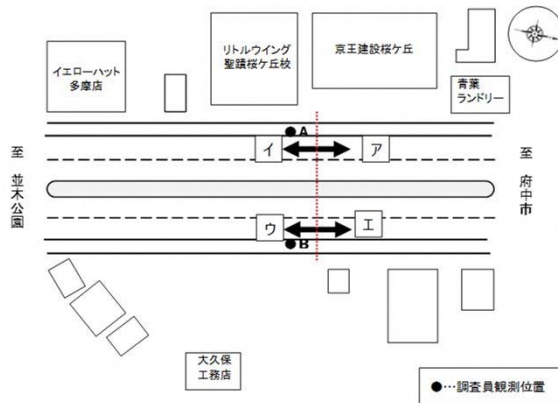 イエローハット
多摩店
リトルウイング
聖蹟桜ケ丘校
京王建設桜ケ丘
青葉
ランドリー
A
イ
ア
至
並木公園
至
府中市
ウ
エ
B
大久保
工務店
●…調査員観測位置